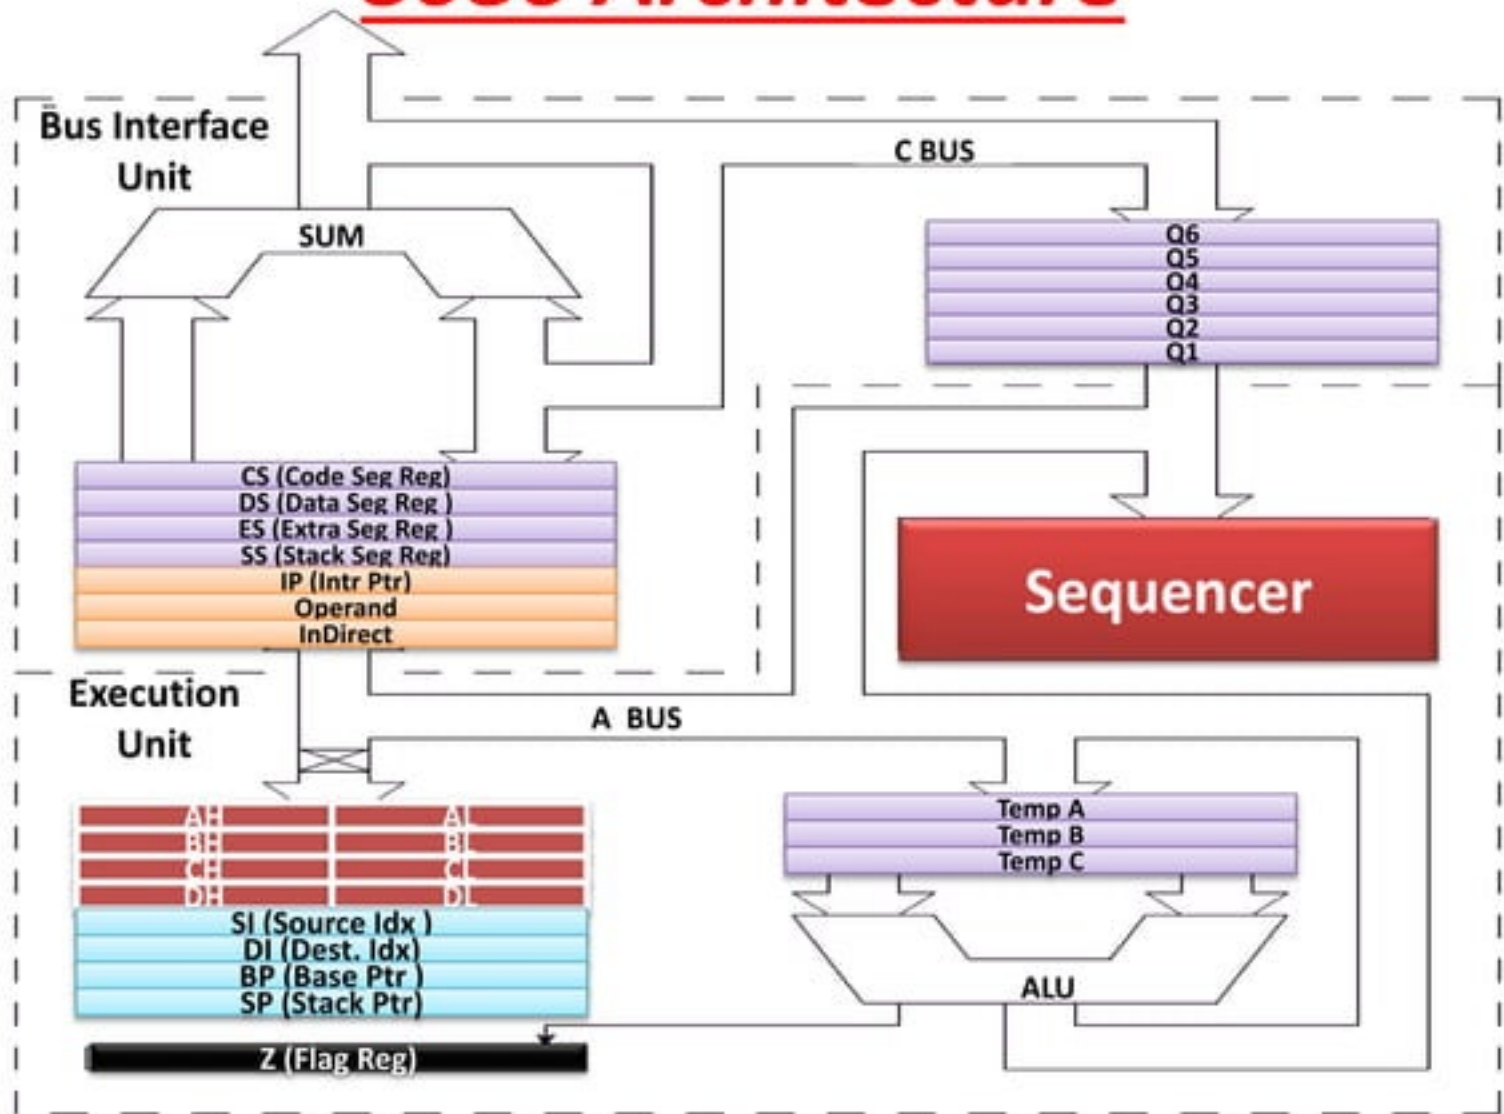 Architecture
Bus Interface
Unit
C BUS
SUM
Q6
Q5
Q4
Q3
Q2
Q1
CS (Code Seg Reg)
DS (Data Seg Reg )
ES (Extra Seg Reg )
SS (Stack Seg Reg)
IP (Intr Ptr)
Operand
InDirect
Sequencer
Execution
Unit
A BUS
AH AL
BH BL
CH CL
DH DL
SI (Source Idx )
DI (Dest. Idx)
BP (Base Ptr )
SP (Stack Ptr)
Z (Flag Reg)
Temp A
Temp B
Temp C
ALU